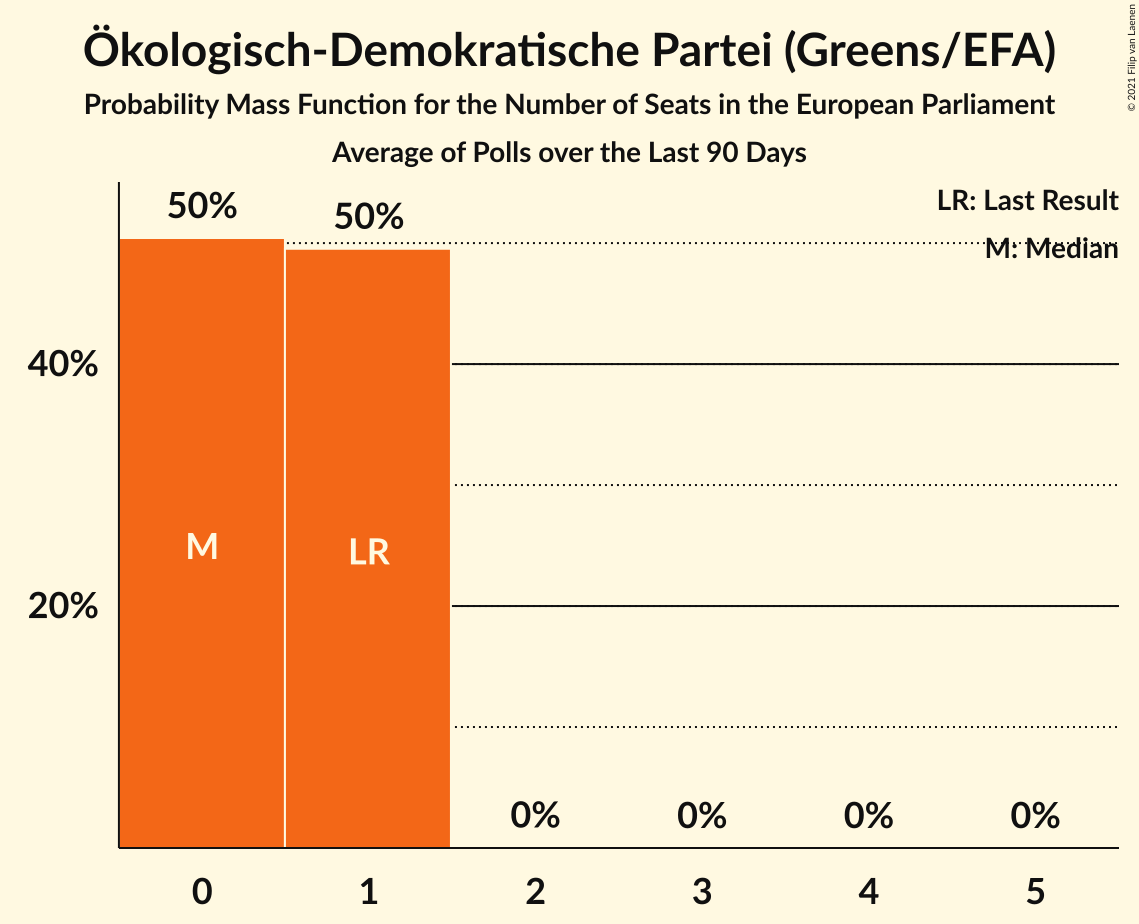 Ökologisch-Demokratische Partei (Greens/EFA)
Probability Mass Function for the Number of Seats in the European Parliament
Average of Polls over the Last 90 Days
© 2021 Filip van Laenen
LR: Last Result
M: Median
50%
50%
40%
20%
M
LR
0%
0%
0%
0%
0
1
2
3
4
5